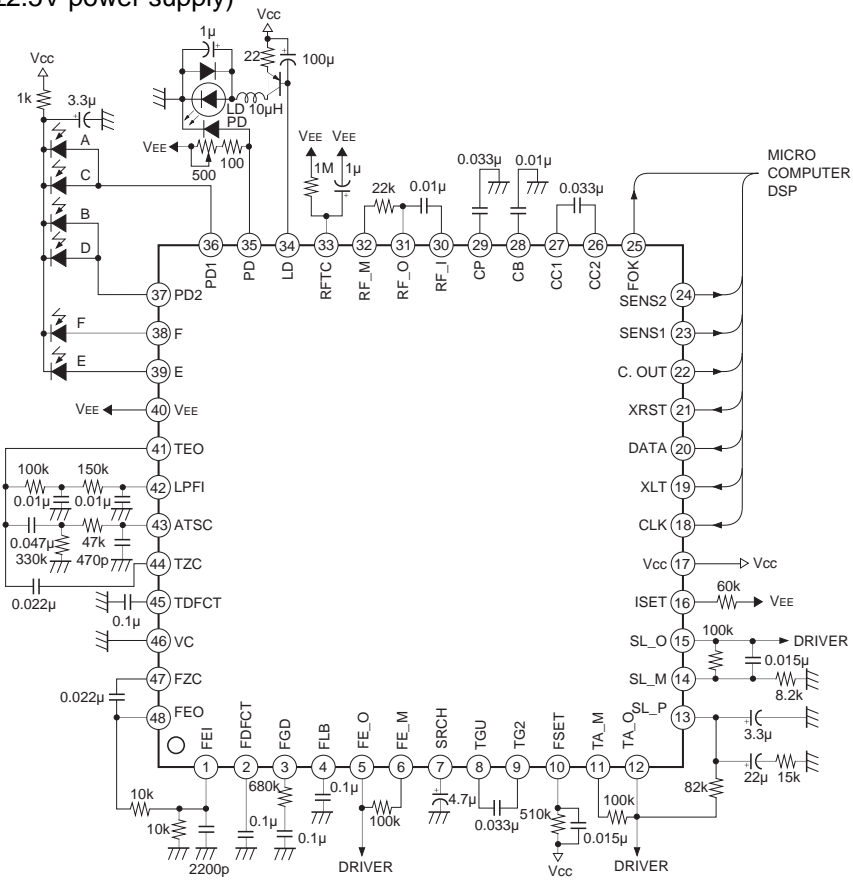 ±2.5V power supply)
Vcc
1µ
22
100µ
Vcc
1k
3.3µ
LD 10µH
PD
VEE
500
100
A
C
B
D
F
E
VEE
VEE
1M
1µ
22k
0.01µ
0.033µ
0.01µ
0.033µ
MICRO
COMPUTER
DSP
36
35
34
33
32
31
30
29
28
27
26
25
PD1
PD
LD
RFTC
RF_M
RF_O
RF_I
CP
CB
CC1
CC2
FOK
37 PD2
38 F
39 E
VEE 40 VEE
41 TEO
42 LPFI
43 ATSC
44 TZC
45 TDFCT
46 VC
47 FZC
48 FEO
100k
150k
0.01µ
0.01µ
0.047µ
47k
330k
470p
0.022µ
0.1µ
0.022µ
SENS2 24
SENS1 23
C. OUT 22
XRST 21
DATA 20
XLT 19
CLK 18
Vcc 17 Vcc
ISET 16
60k
VEE
SL_O 15
100k
DRIVER
0.015µ
SL_M 14
8.2k
SL_P
13
3.3µ
22µ
15k
82k
FEI
FDFCT
FGD
FLB
FE_O
FE_M
SRCH
TGU
TG2
FSET
TA_M
TA_O
1
2
3
4
5
6
7
8
9
10
11
12
10k
10k
2200p
0.1µ
680k
0.1µ
0.1µ
100k
DRIVER
4.7µ
0.033µ
510k
0.015µ
Vcc
100k
DRIVER